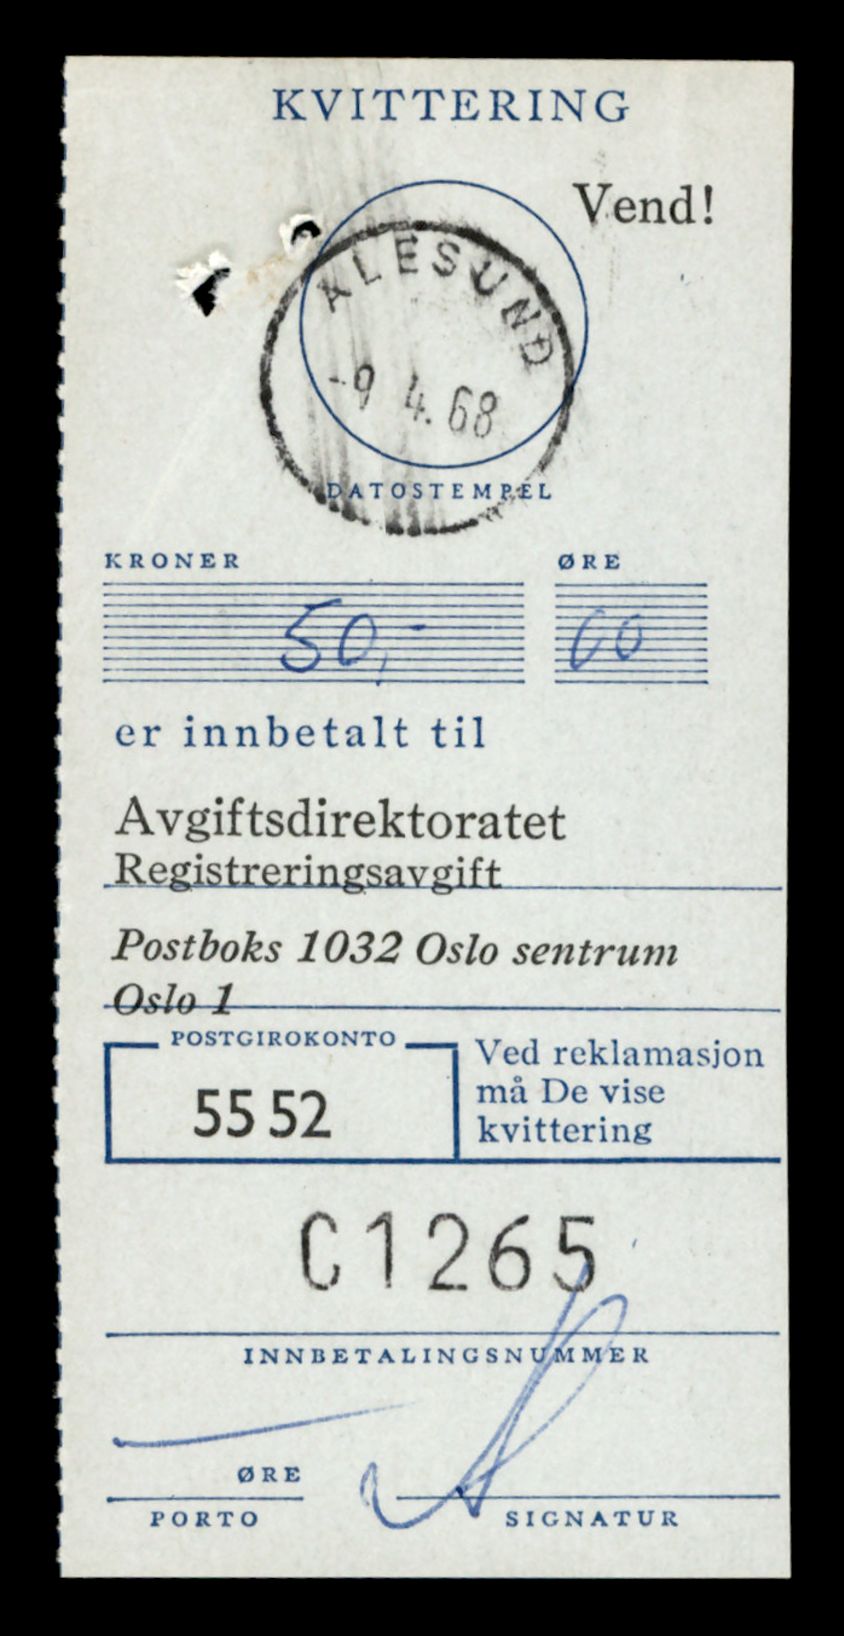 KVITTERING
Vend!
ÅLESUND
-9 4. 68
DATOSTEMPEL
KRONER ØRE
50,- 00
er innbetalt til
Avgiftsdirektoratet
Registreringsavgift
Postboks 1032 Oslo sentrum
Oslo 1
POSTGIROKONTO
55 52
Ved reklamasjon
må De vise
kvittering
C1265
INNBETALINGSNUMMER
ØRE
PORTO
SIGNATUR